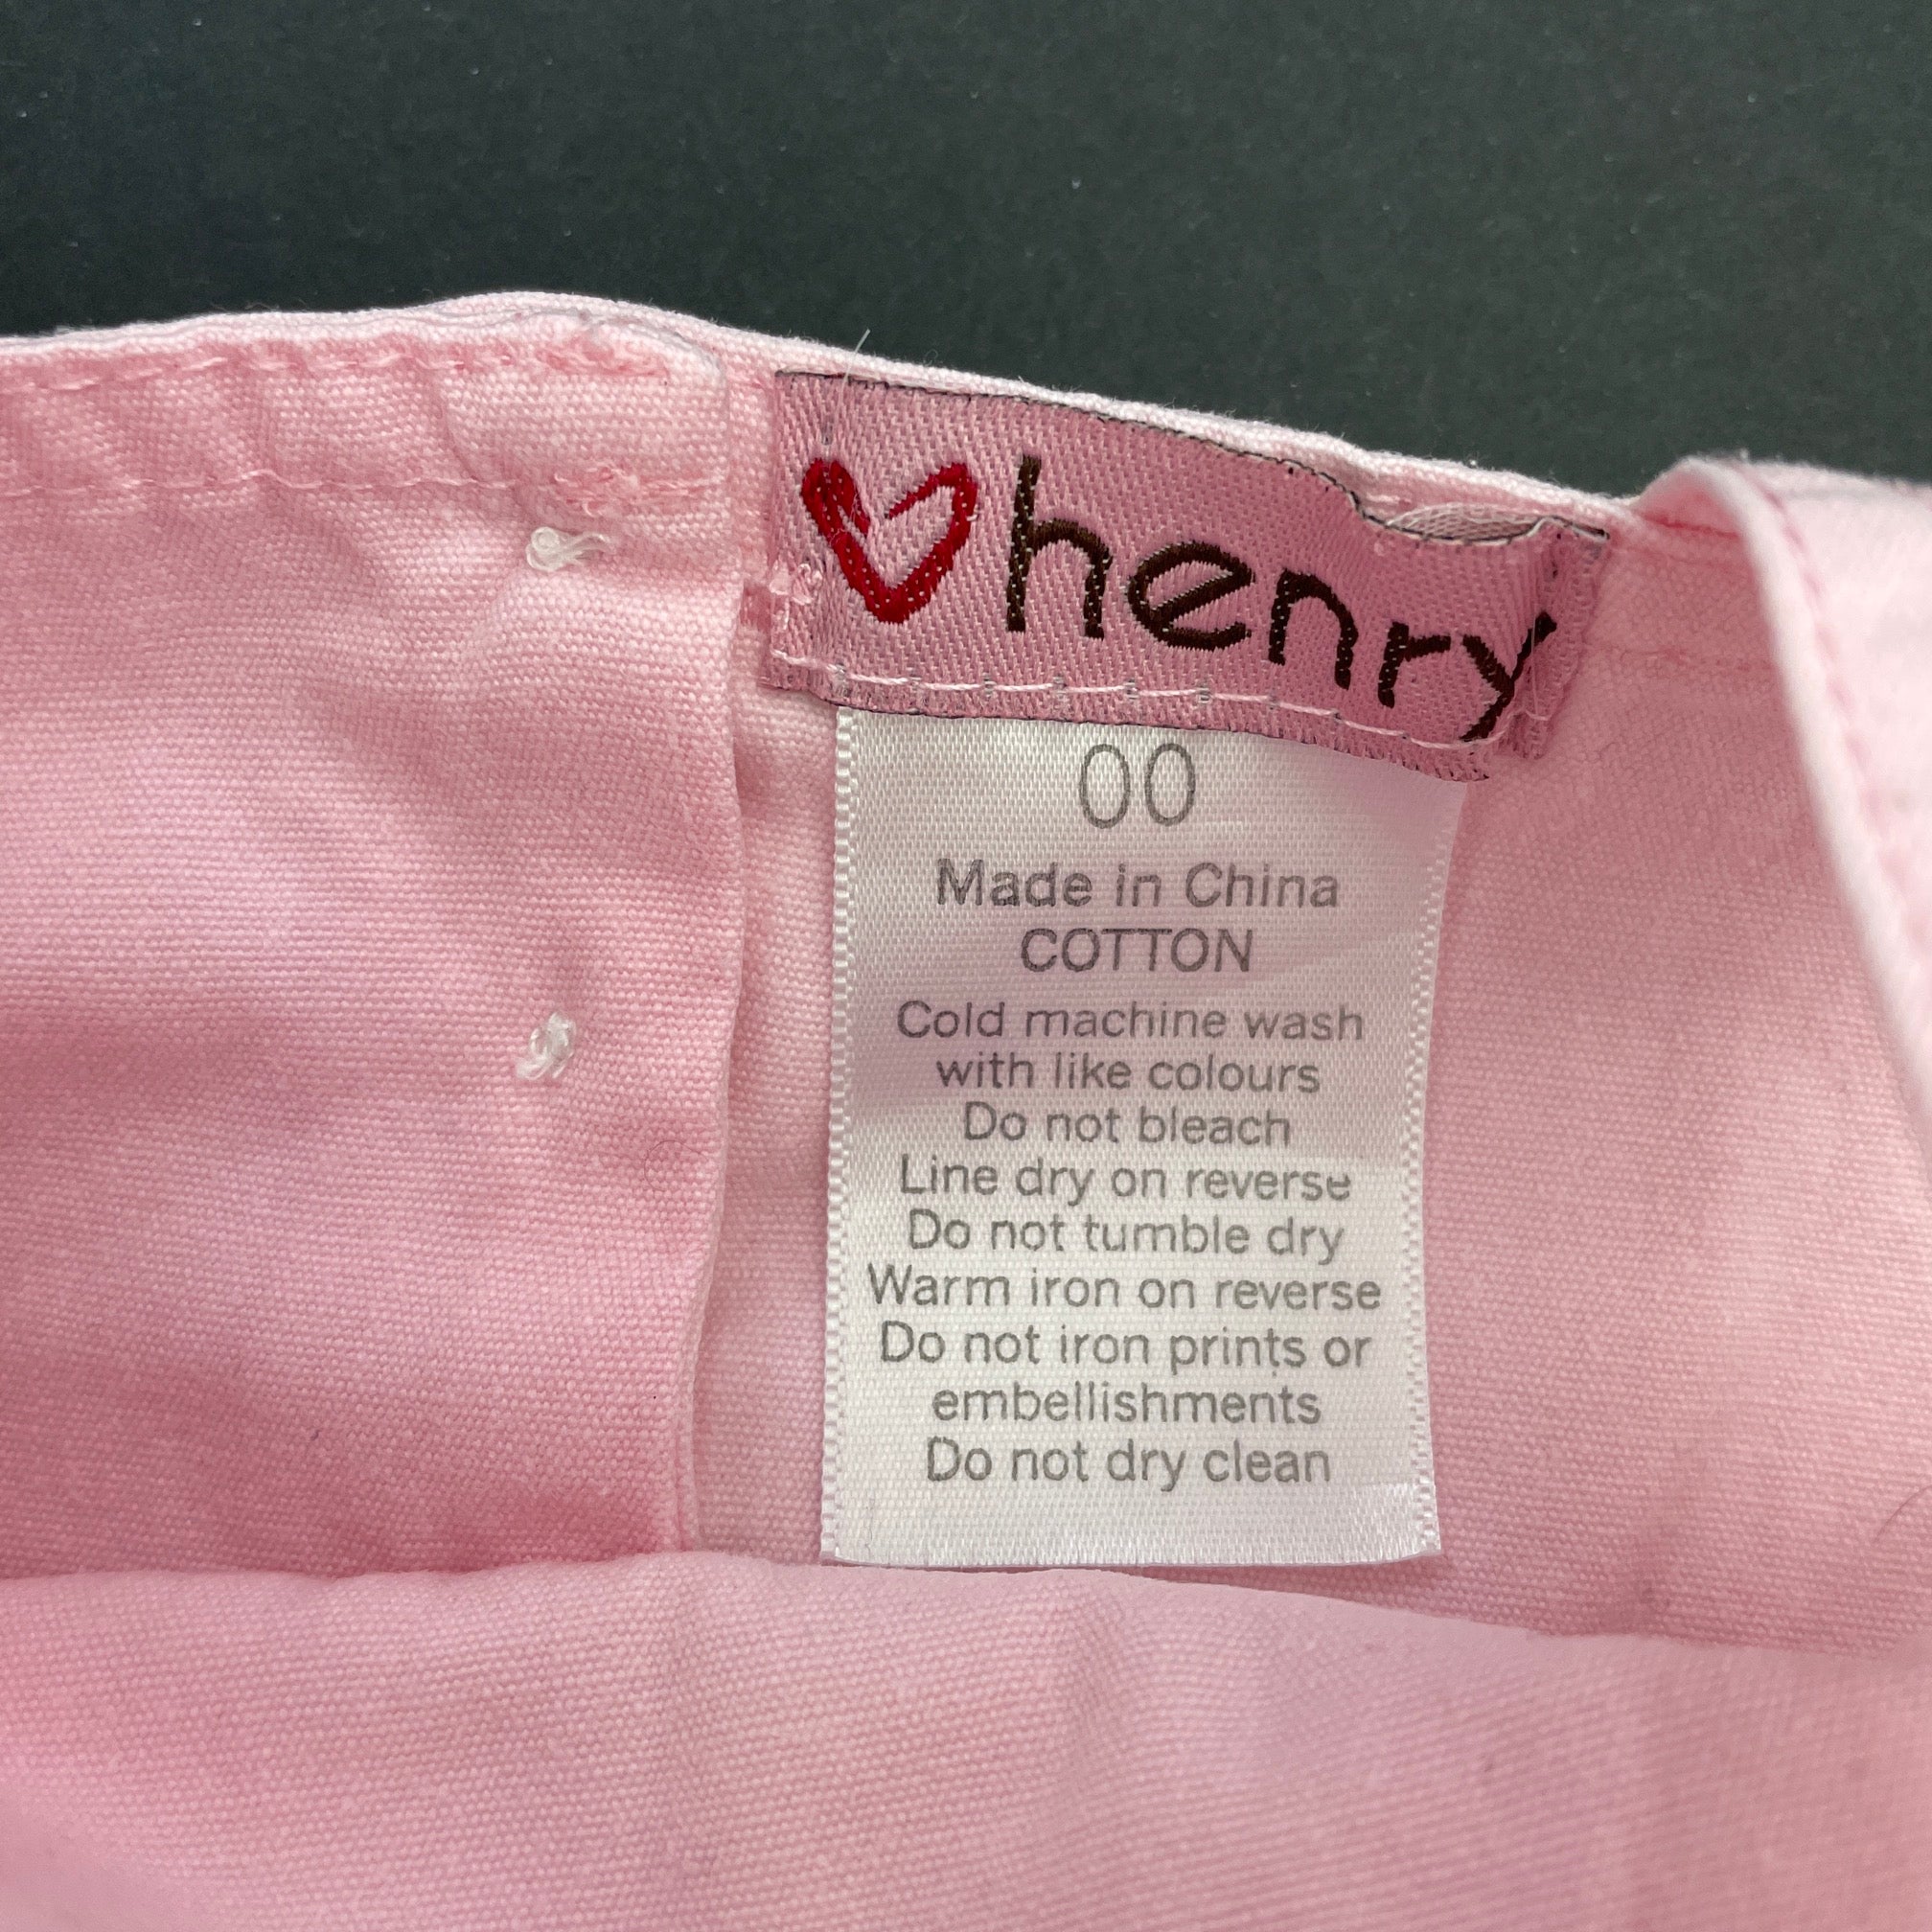 henry
00
Made in China
COTTON
Cold machine wash
with like colours
Do not bleach
Line dry on reverse
Do not tumble dry
Warm iron on reverse
Do not iron prints or
embellishments
Do not dry clean